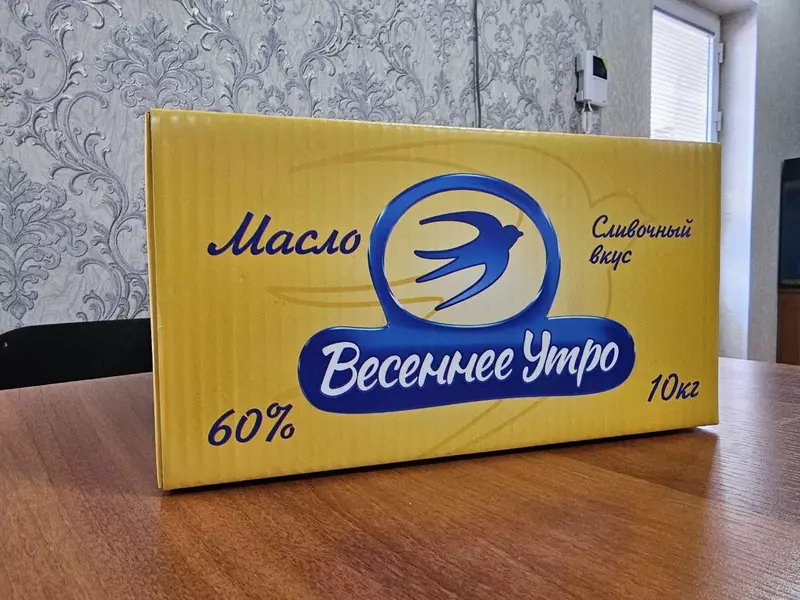 Масло
Сливочный
вкус
Весеннее Утро
60%
10кг